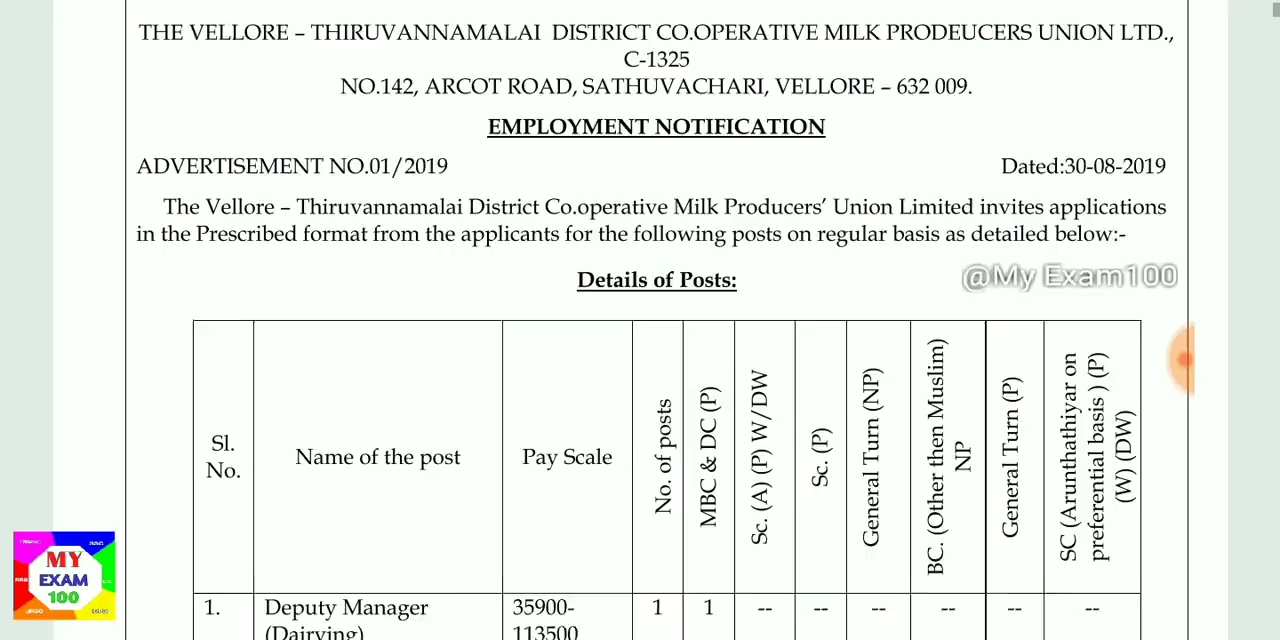 THE VELLORE – THIRUVANNAMALAI DISTRICT CO.OPERATIVE MILK PRODEUCERS UNION LTD.,
C-1325
NO.142, ARCOT ROAD, SATHUVACHARI, VELLORE – 632 009.
EMPLOYMENT NOTIFICATION
ADVERTISEMENT NO.01/2019 Dated:30-08-2019
The Vellore – Thiruvannamalai District Co.operative Milk Producers’ Union Limited invites applications
in the Prescribed format from the applicants for the following posts on regular basis as detailed below:-
@My Exam100
Details of Posts:
Sl.
No.
Name of the post
Pay Scale
No. of posts
MBC & DC (P)
Sc. (A) (P) W/DW
Sc. (P)
General Turn (NP)
BC. (Other then Muslim)
NP
General Turn (P)
SC (Arunthathiyar on
preferential basis ) (P)
(W) (DW)
1. Deputy Manager 35900- 1 1 -- -- -- -- -- --
(Dairying) 113500
MY
EXAM
100